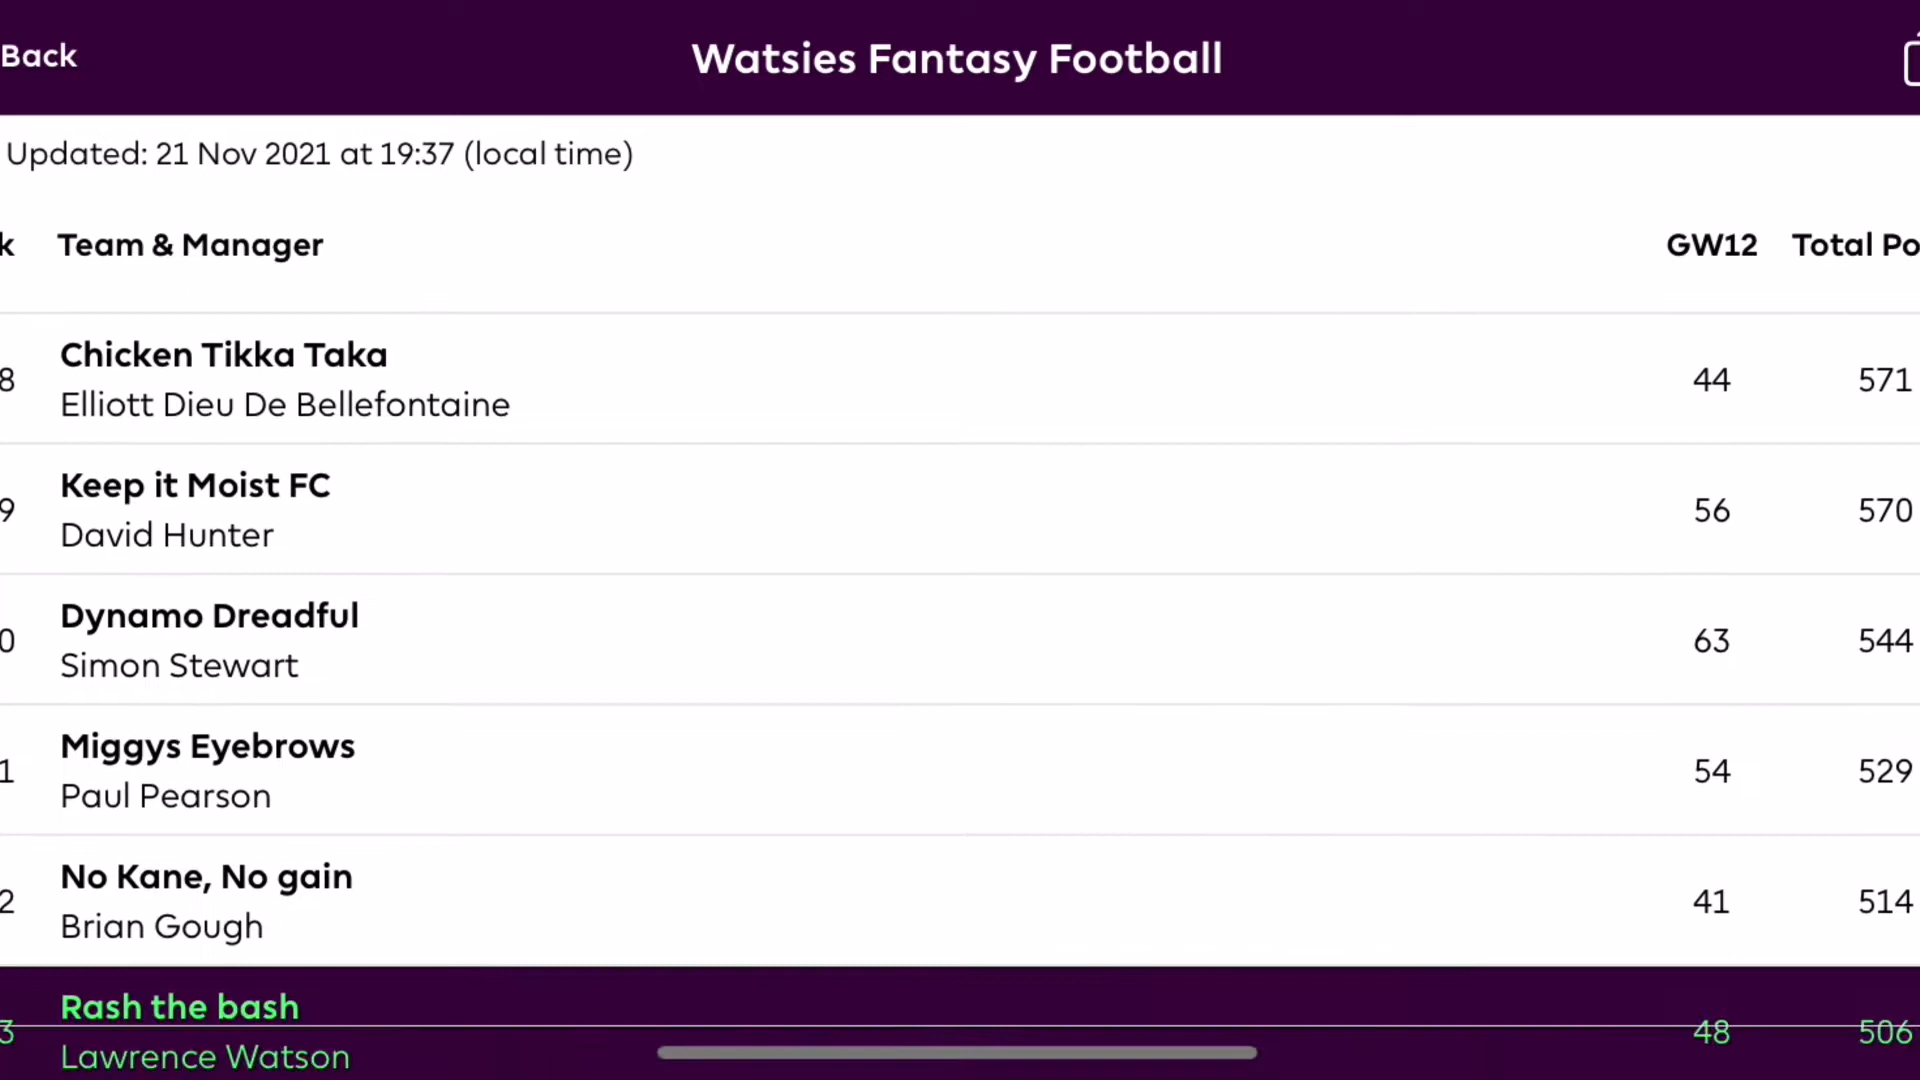 Back
Watsies Fantasy Football
Updated: 21 Nov 2021 at 19:37 (local time)
k Team & Manager GW12 Total Po
8 Chicken Tikka Taka 44 571
Elliott Dieu De Bellefontaine
9 Keep it Moist FC 56 570
David Hunter
0 Dynamo Dreadful 63 544
Simon Stewart
1 Miggys Eyebrows 54 529
Paul Pearson
2 No Kane, No gain 41 514
Brian Gough
3 Rash the bash 48 506
Lawrence Watson